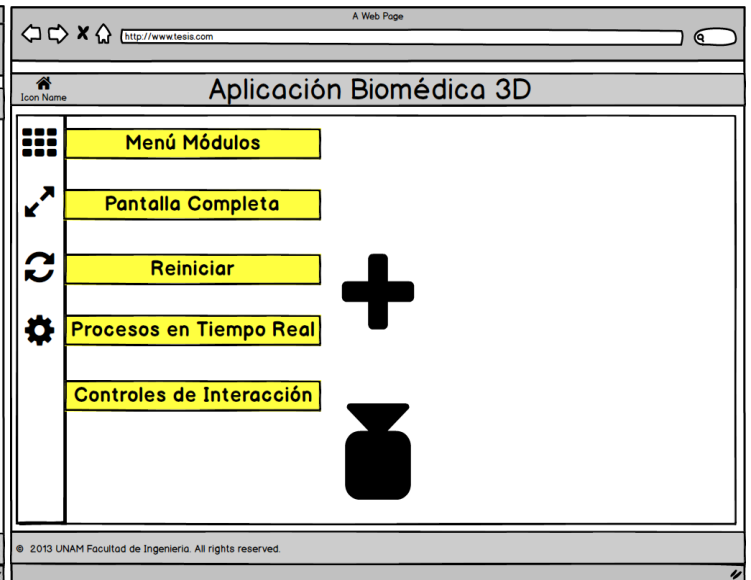 A Web Page
http://www.tesis.com
Icon Name
Aplicación Biomédica 3D
Menú Módulos
Pantalla Completa
Reiniciar
Procesos en Tiempo Real
Controles de Interacción
© 2013 UNAM Facultad de Ingenieria. All rights reserved.